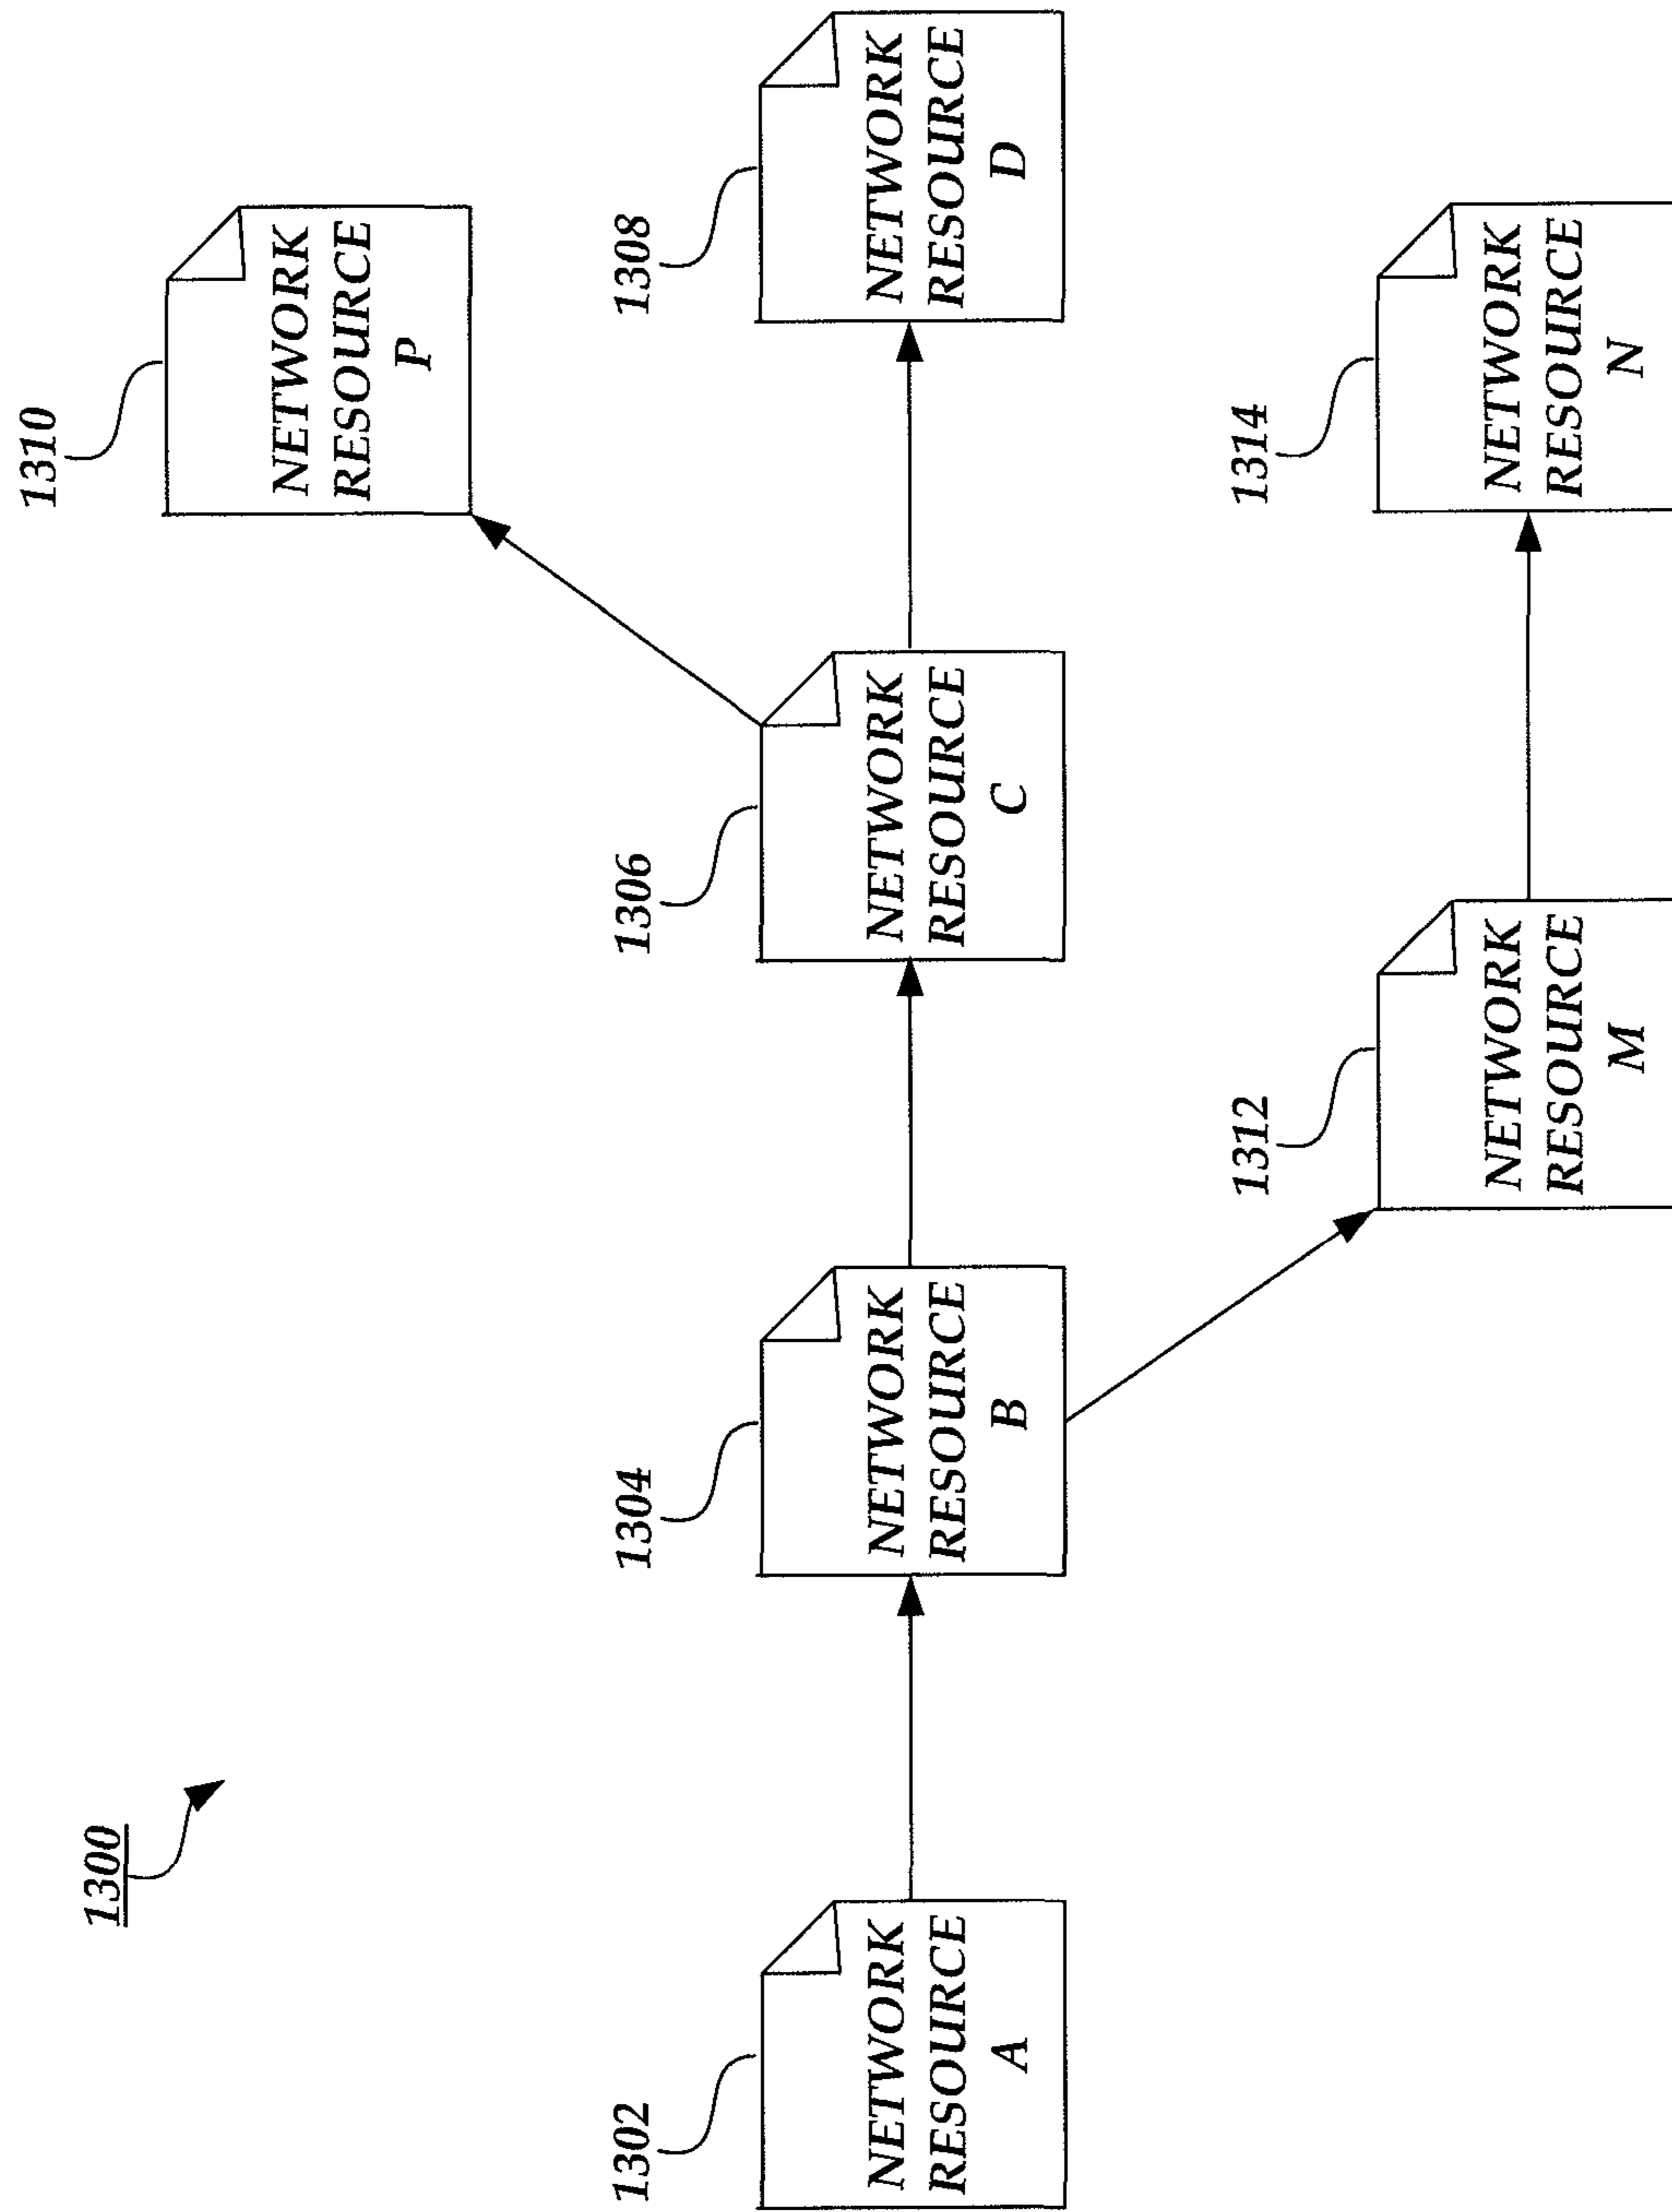 1300
1310
NETWORK
RESOURCE
P
1302
NETWORK
RESOURCE
A
1304
NETWORK
RESOURCE
B
1306
NETWORK
RESOURCE
C
1308
NETWORK
RESOURCE
D
1312
NETWORK
RESOURCE
M
1314
NETWORK
RESOURCE
N